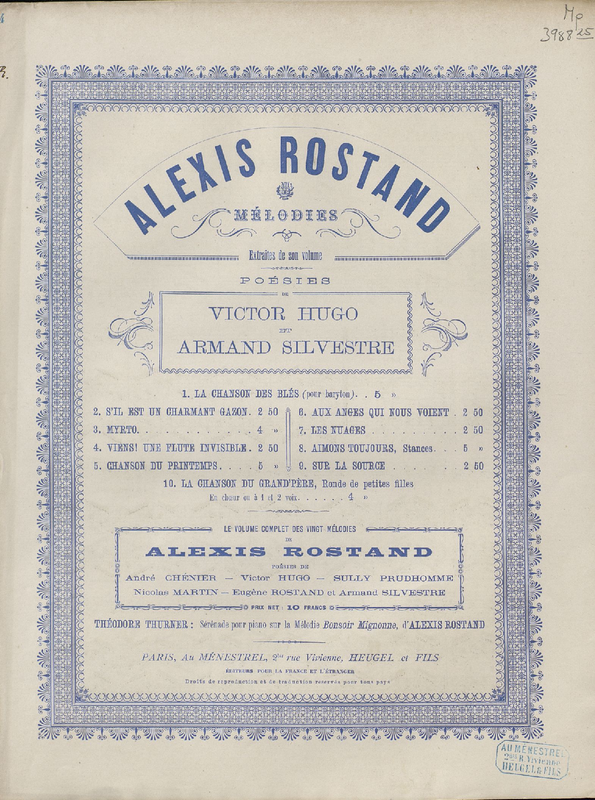 Mp
3988 25
R.
ALEXIS ROSTAND
MÉLODIES
Extraites de son volume
POÉSIES
DE
VICTOR HUGO
ET
ARMAND SILVESTRE
1. LA CHANSON DES BLÉS (pour baryton) . . 5 »
2. S'IL EST UN CHARMANT GAZON . 2 50
3. MYRTO. . . . . . . . . . . 4 »
4. VIENS! UNE FLUTE INVISIBLE . 2 50
5. CHANSON DU PRINTEMPS . . . . 5 »
6. AUX ANGES QUI NOUS VOIENT . 2 50
7. LES NUAGES . . . . . . . . 2 50
8. AIMONS TOUJOURS, Stances. . . . 5 »
9. SUR LA SOURCE . . . . . . . 2 50
10. LA CHANSON DU GRAND'PÈRE, Ronde de petites filles
En chœur ou à 1 et 2 voix. . . . . . . 4 »
LE VOLUME COMPLET DES VINGT MÉLODIES
DE
ALEXIS ROSTAND
POÉSIES DE
André CHÉNIER — Victor HUGO — SULLY PRUDHOMME
Nicolas MARTIN — Eugène ROSTAND et Armand SILVESTRE
PRIX NET : 10 FRANCS
THÉODORE THURNER : Sérénade pour piano sur la Mélodie Bonsoir Mignonne, d'ALEXIS ROSTAND
PARIS, AU MÉNESTREL, 2bis rue Vivienne, HEUGEL et FILS
ÉDITEURS POUR LA FRANCE ET L'ÉTRANGER
Droits de reproduction et de traduction reservés pour tous pays
AU MÉNESTREL
2bis R. VIVIENNE
HEUGEL & FILS